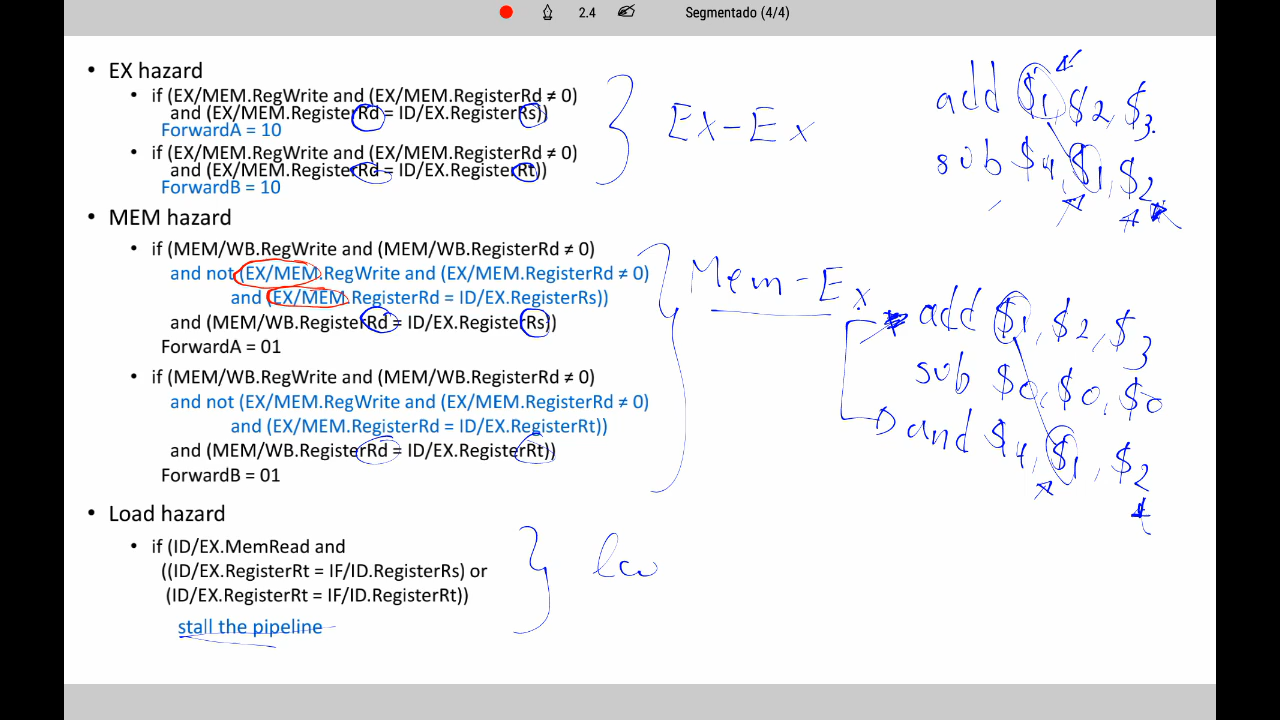 2.4 Segmentado (4/4)
• EX hazard
• if (EX/MEM.RegWrite and (EX/MEM.RegisterRd ≠ 0)
and (EX/MEM.RegisterRd = ID/EX.RegisterRs))
ForwardA = 10
• if (EX/MEM.RegWrite and (EX/MEM.RegisterRd ≠ 0)
and (EX/MEM.RegisterRd = ID/EX.RegisterRt))
ForwardB = 10
Ex-Ex
add $1, $2, $3.
sub $4, $1, $2
• MEM hazard
• if (MEM/WB.RegWrite and (MEM/WB.RegisterRd ≠ 0)
and not (EX/MEM.RegWrite and (EX/MEM.RegisterRd ≠ 0)
and (EX/MEM.RegisterRd = ID/EX.RegisterRs))
and (MEM/WB.RegisterRd = ID/EX.RegisterRs))
ForwardA = 01
• if (MEM/WB.RegWrite and (MEM/WB.RegisterRd ≠ 0)
and not (EX/MEM.RegWrite and (EX/MEM.RegisterRd ≠ 0)
and (EX/MEM.RegisterRd = ID/EX.RegisterRt))
and (MEM/WB.RegisterRd = ID/EX.RegisterRt))
ForwardB = 01
Mem-Ex
add $1, $2, $3
sub $0, $0, $0
and $4, $1, $2
• Load hazard
• if (ID/EX.MemRead and
((ID/EX.RegisterRt = IF/ID.RegisterRs) or
(ID/EX.RegisterRt = IF/ID.RegisterRt))
stall the pipeline
lw